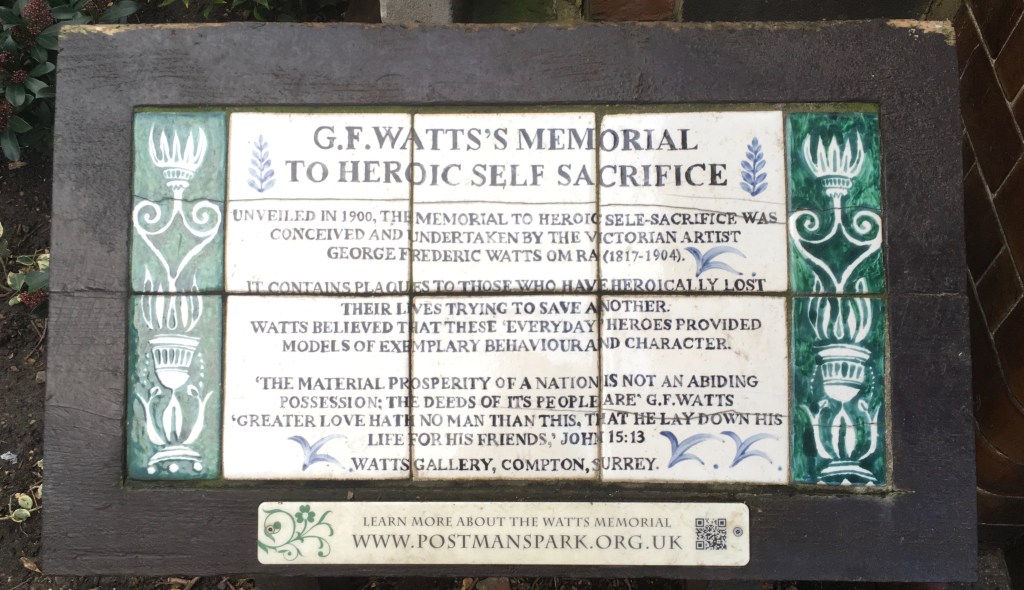 G.F.WATTS'S MEMORIAL
TO HEROIC SELF SACRIFICE
UNVEILED IN 1900, THE MEMORIAL TO HEROIC SELF-SACRIFICE WAS
CONCEIVED AND UNDERTAKEN BY THE VICTORIAN ARTIST
GEORGE FREDERIC WATTS OM RA (1817-1904).
IT CONTAINS PLAQUES TO THOSE WHO HAVE HEROICALLY LOST
THEIR LIVES TRYING TO SAVE ANOTHER.
WATTS BELIEVED THAT THESE 'EVERYDAY' HEROES PROVIDED
MODELS OF EXEMPLARY BEHAVIOUR AND CHARACTER.
'THE MATERIAL PROSPERITY OF A NATION IS NOT AN ABIDING
POSSESSION; THE DEEDS OF ITS PEOPLE ARE' G.F.WATTS
'GREATER LOVE HATH NO MAN THAN THIS, THAT HE LAY DOWN HIS
LIFE FOR HIS FRIENDS,' JOHN 15:13
WATTS GALLERY, COMPTON, SURREY.
LEARN MORE ABOUT THE WATTS MEMORIAL
WWW.POSTMANSPARK.ORG.UK